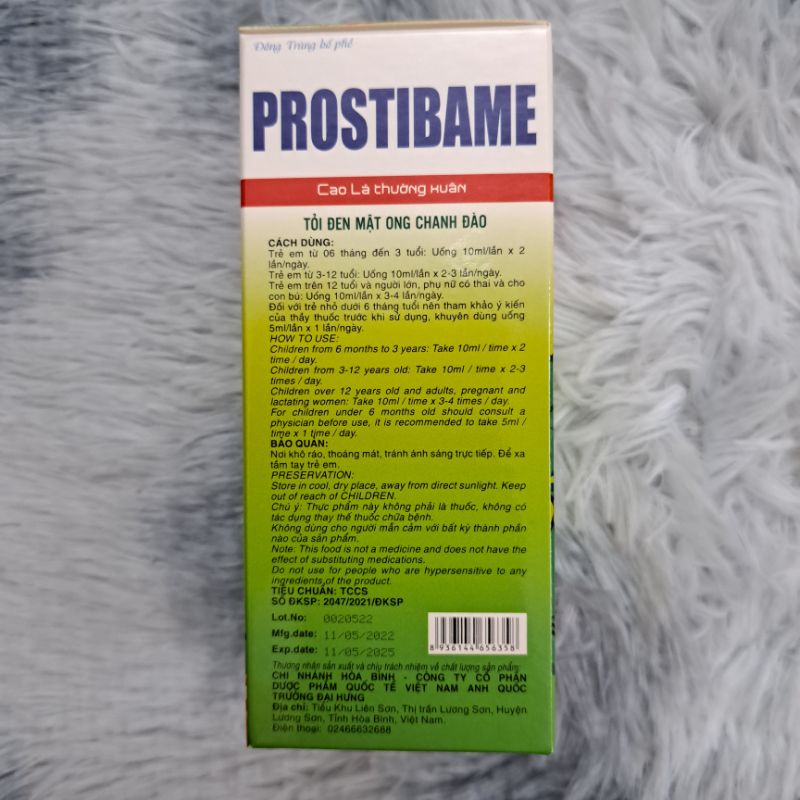 Đông Trùng bổ phế
PROSTIBAME
Cao Lá thường xuân
TỎI ĐEN MẬT ONG CHANH ĐÀO
CÁCH DÙNG:
Trẻ em từ 06 tháng đến 3 tuổi: Uống 10ml/lần x 2
lần/ngày.
Trẻ em từ 3-12 tuổi: Uống 10ml/lần x 2-3 lần/ngày.
Trẻ em trên 12 tuổi và người lớn, phụ nữ có thai và cho
con bú: Uống 10ml/lần x 3-4 lần/ngày.
Đối với trẻ nhỏ dưới 6 tháng tuổi nên tham khảo ý kiến
của thầy thuốc trước khi sử dụng, khuyên dùng uống
5ml/lần x 1 lần/ngày.
HOW TO USE:
Children from 6 months to 3 years: Take 10ml / time x 2
time / day.
Children from 3-12 years old: Take 10ml / time x 2-3
times / day.
Children over 12 years old and adults, pregnant and
lactating women: Take 10ml / time x 3-4 times / day.
For children under 6 months old should consult a
physician before use, it is recommended to take 5ml /
time x 1 time / day.
BẢO QUẢN:
Nơi khô ráo, thoáng mát, tránh ánh sáng trực tiếp. Để xa
tầm tay trẻ em.
PRESERVATION:
Store in cool, dry place, away from direct sunlight. Keep
out of reach of CHILDREN.
Chú ý: Thực phẩm này không phải là thuốc, không có
tác dụng thay thế thuốc chữa bệnh.
Không dùng cho người mẫn cảm với bất kỳ thành phần
nào của sản phẩm.
Note: This food is not a medicine and does not have the
effect of substituting medications.
Do not use for people who are hypersensitive to any
ingredients of the product.
TIÊU CHUẨN: TCCS
SỐ ĐKSP: 2047/2021/ĐKSP
Lot.No: 0020522
Mfg.date: 11/05/2022
Exp.date: 11/05/2025
8 936144 656358
Thương nhân sản xuất và chịu trách nhiệm về chất lượng sản phẩm:
CHI NHÁNH HÒA BÌNH - CÔNG TY CỔ PHẦN
DƯỢC PHẨM QUỐC TẾ VIỆT NAM ANH QUỐC
TRƯỜNG ĐẠI HƯNG
Địa chỉ: Tiểu Khu Liên Sơn, Thị trấn Lương Sơn, Huyện
Lương Sơn, Tỉnh Hòa Bình, Việt Nam.
Điện thoại: 02466632688